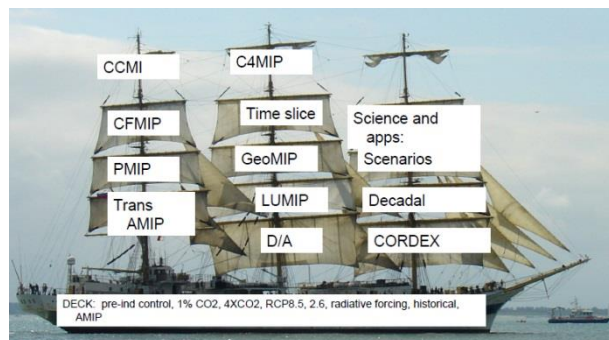 CCMI
C4MIP
CFMIP
Time slice
Science and
apps:
Scenarios
PMIP
GeoMIP
Trans
AMIP
LUMIP
Decadal
D/A
CORDEX
DECK: pre-ind control, 1% CO2, 4XCO2, RCP8.5, 2.6, radiative forcing, historical,
AMIP